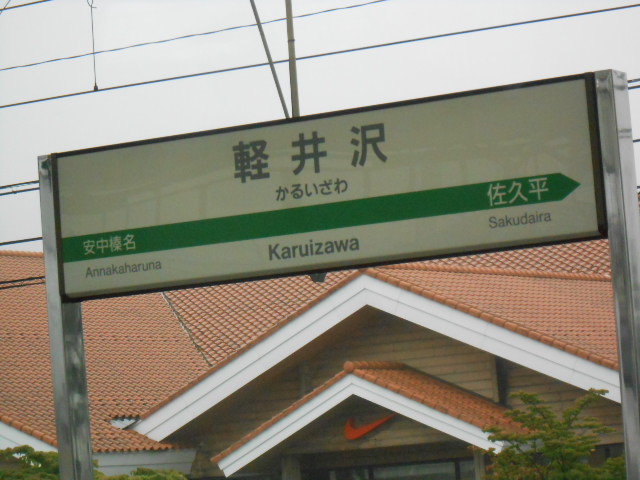 軽井沢
かるいざわ
安中榛名
佐久平
Annakaharuna
Karuizawa
Sakudaira